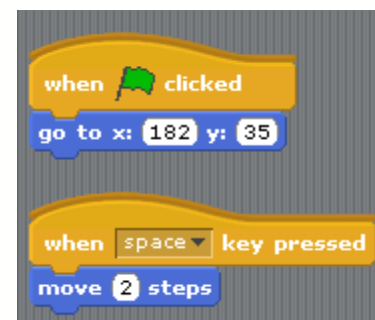 when clicked
go to x: 182 y: 35
when space key pressed
move 2 steps